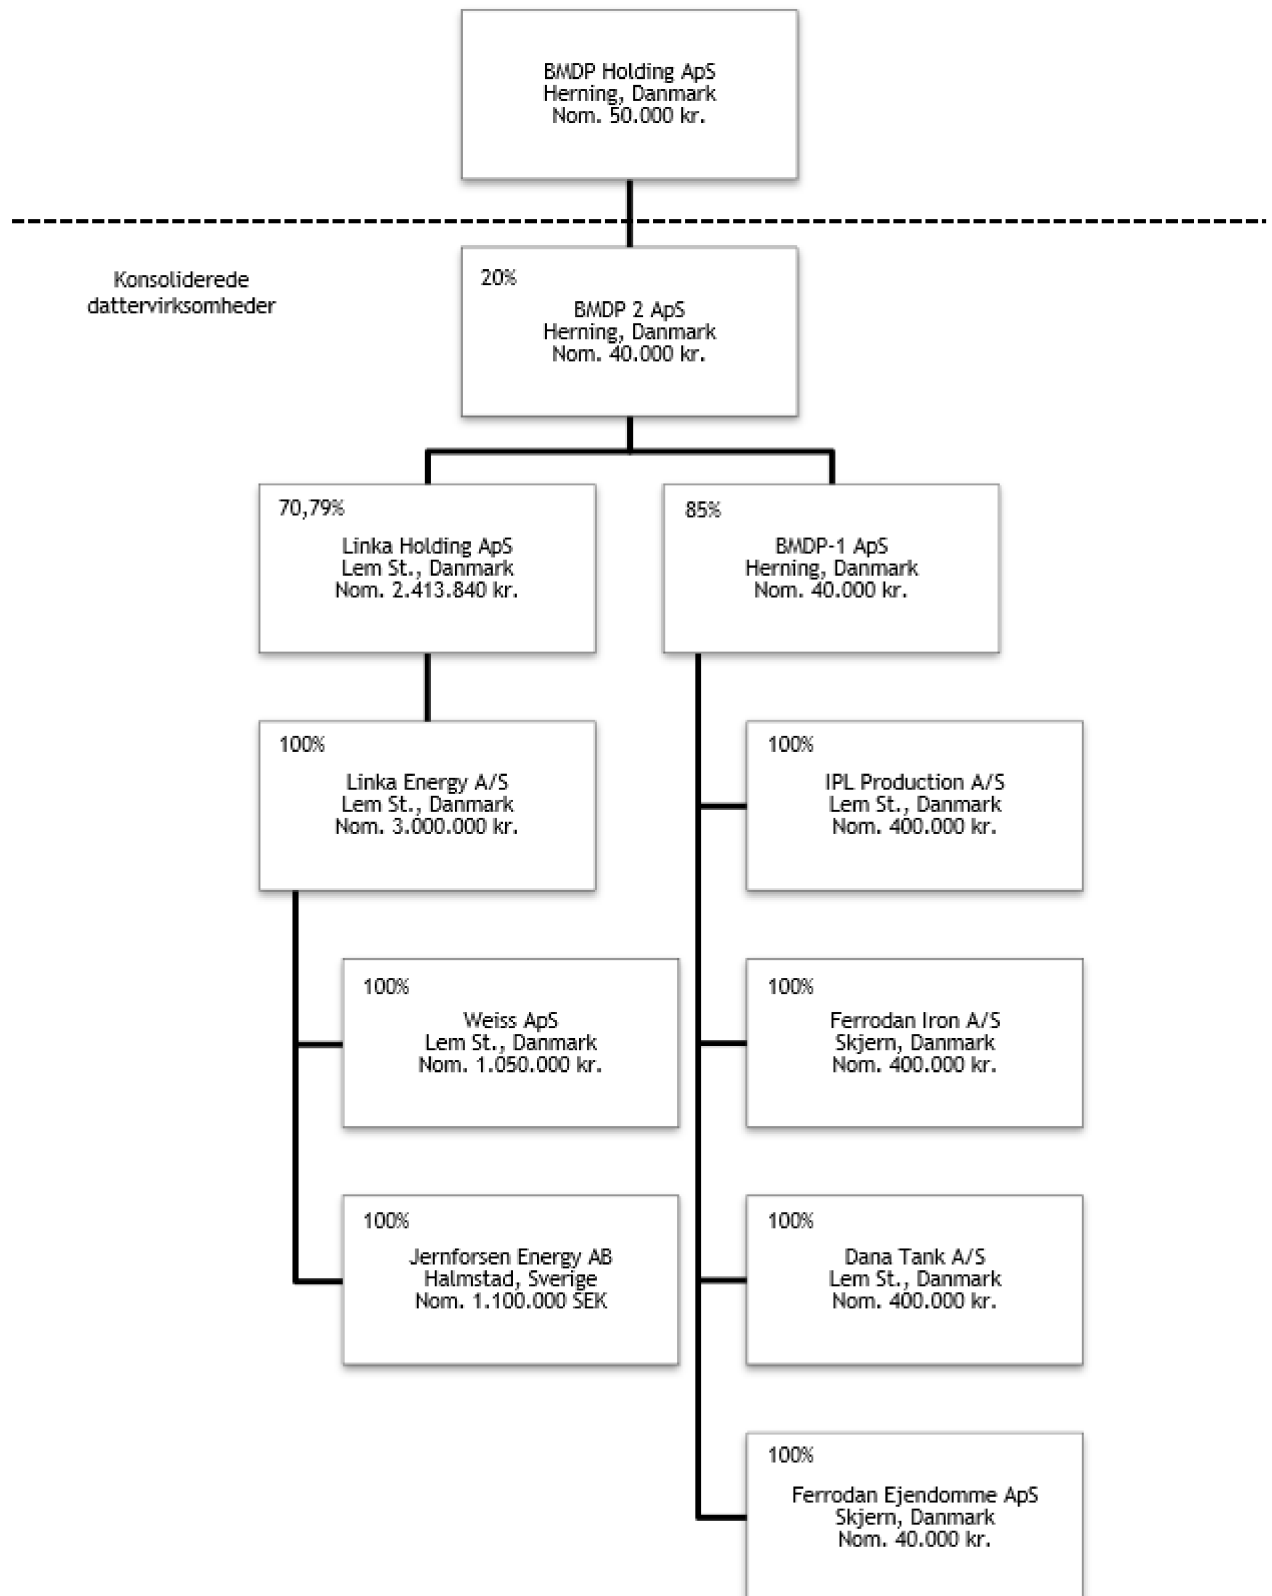 BMDP Holding ApS
Herning, Danmark
Nom. 50.000 kr.
Konsoliderede
dattervirksomheder
20%
BMDP 2 ApS
Herning, Danmark
Nom. 40.000 kr.
70,79%
Linka Holding ApS
Lem St., Danmark
Nom. 2.413.840 kr.
85%
BMDP-1 ApS
Herning, Danmark
Nom. 40.000 kr.
100%
Linka Energy A/S
Lem St., Danmark
Nom. 3.000.000 kr.
100%
IPL Production A/S
Lem St., Danmark
Nom. 400.000 kr.
100%
Weiss ApS
Lem St., Danmark
Nom. 1.050.000 kr.
100%
Ferrodan Iron A/S
Skjern, Danmark
Nom. 400.000 kr.
100%
Jernforsen Energy AB
Halmstad, Sverige
Nom. 1.100.000 SEK
100%
Dana Tank A/S
Lem St., Danmark
Nom. 400.000 kr.
100%
Ferrodan Ejendomme ApS
Skjern, Danmark
Nom. 40.000 kr.